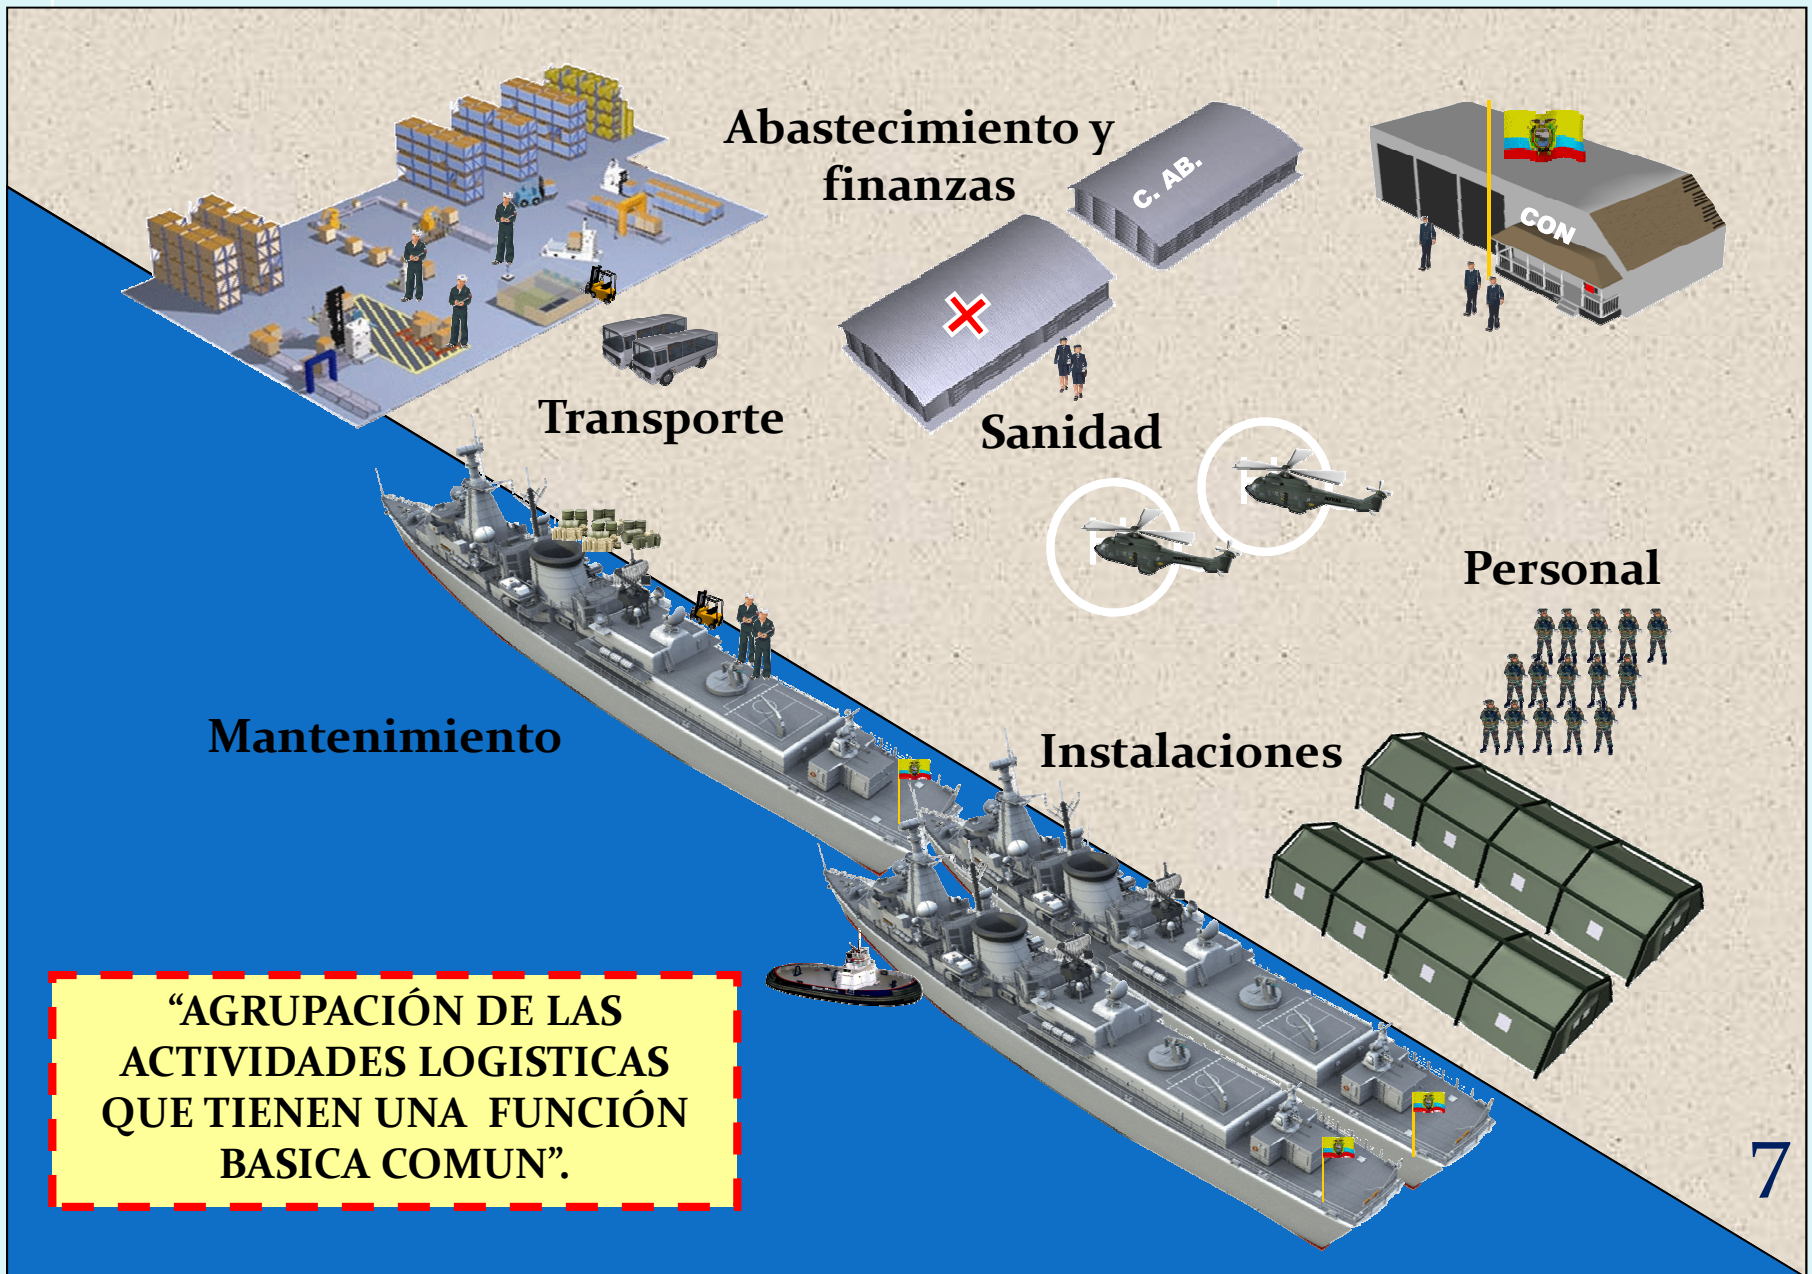 Abastecimiento y
finanzas
C. AB.
CON
Transporte
Sanidad
Personal
Mantenimiento
Instalaciones
“AGRUPACIÓN DE LAS
ACTIVIDADES LOGISTICAS
QUE TIENEN UNA FUNCIÓN
BASICA COMUN”.
7